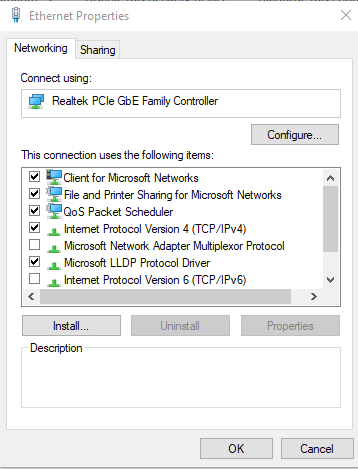 Ethernet Properties
Networking
Sharing
Connect using:
Realtek PCIe GbE Family Controller
Configure...
This connection uses the following items:
Client for Microsoft Networks
File and Printer Sharing for Microsoft Networks
QoS Packet Scheduler
Internet Protocol Version 4 (TCP/IPv4)
Microsoft Network Adapter Multiplexor Protocol
Microsoft LLDP Protocol Driver
Internet Protocol Version 6 (TCP/IPv6)
Install...
Uninstall
Properties
Description
OK
Cancel